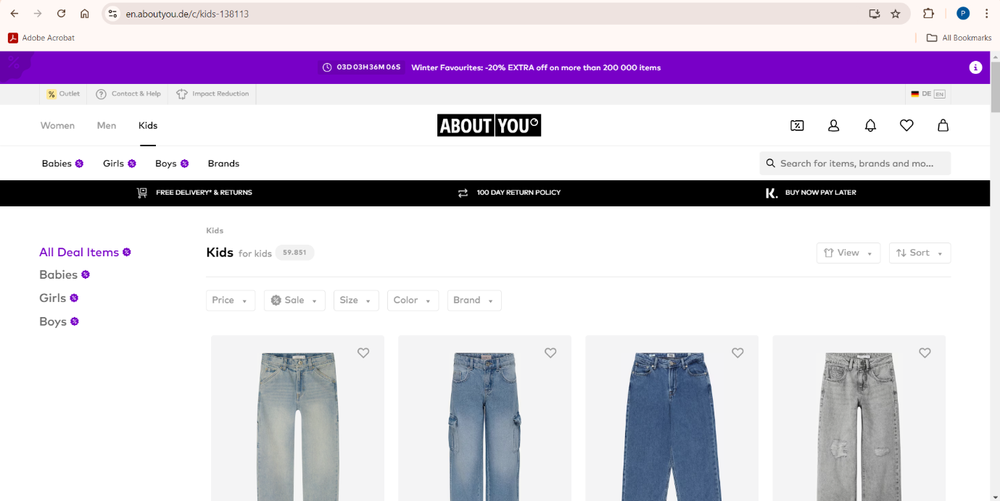 en.aboutyou.de/c/kids-138113
P
Adobe Acrobat
All Bookmarks
03D 03H 36M 06S Winter Favourites: -20% EXTRA off on more than 200 000 items
Outlet Contact & Help Impact Reduction DE EN
Women Men Kids
ABOUT YOU
Babies Girls Boys Brands
Search for items, brands and mo...
FREE DELIVERY* & RETURNS 100 DAY RETURN POLICY K. BUY NOW PAY LATER
Kids
All Deal Items
Kids for kids 59.851
View Sort
Babies
Girls
Boys
Price Sale Size Color Brand